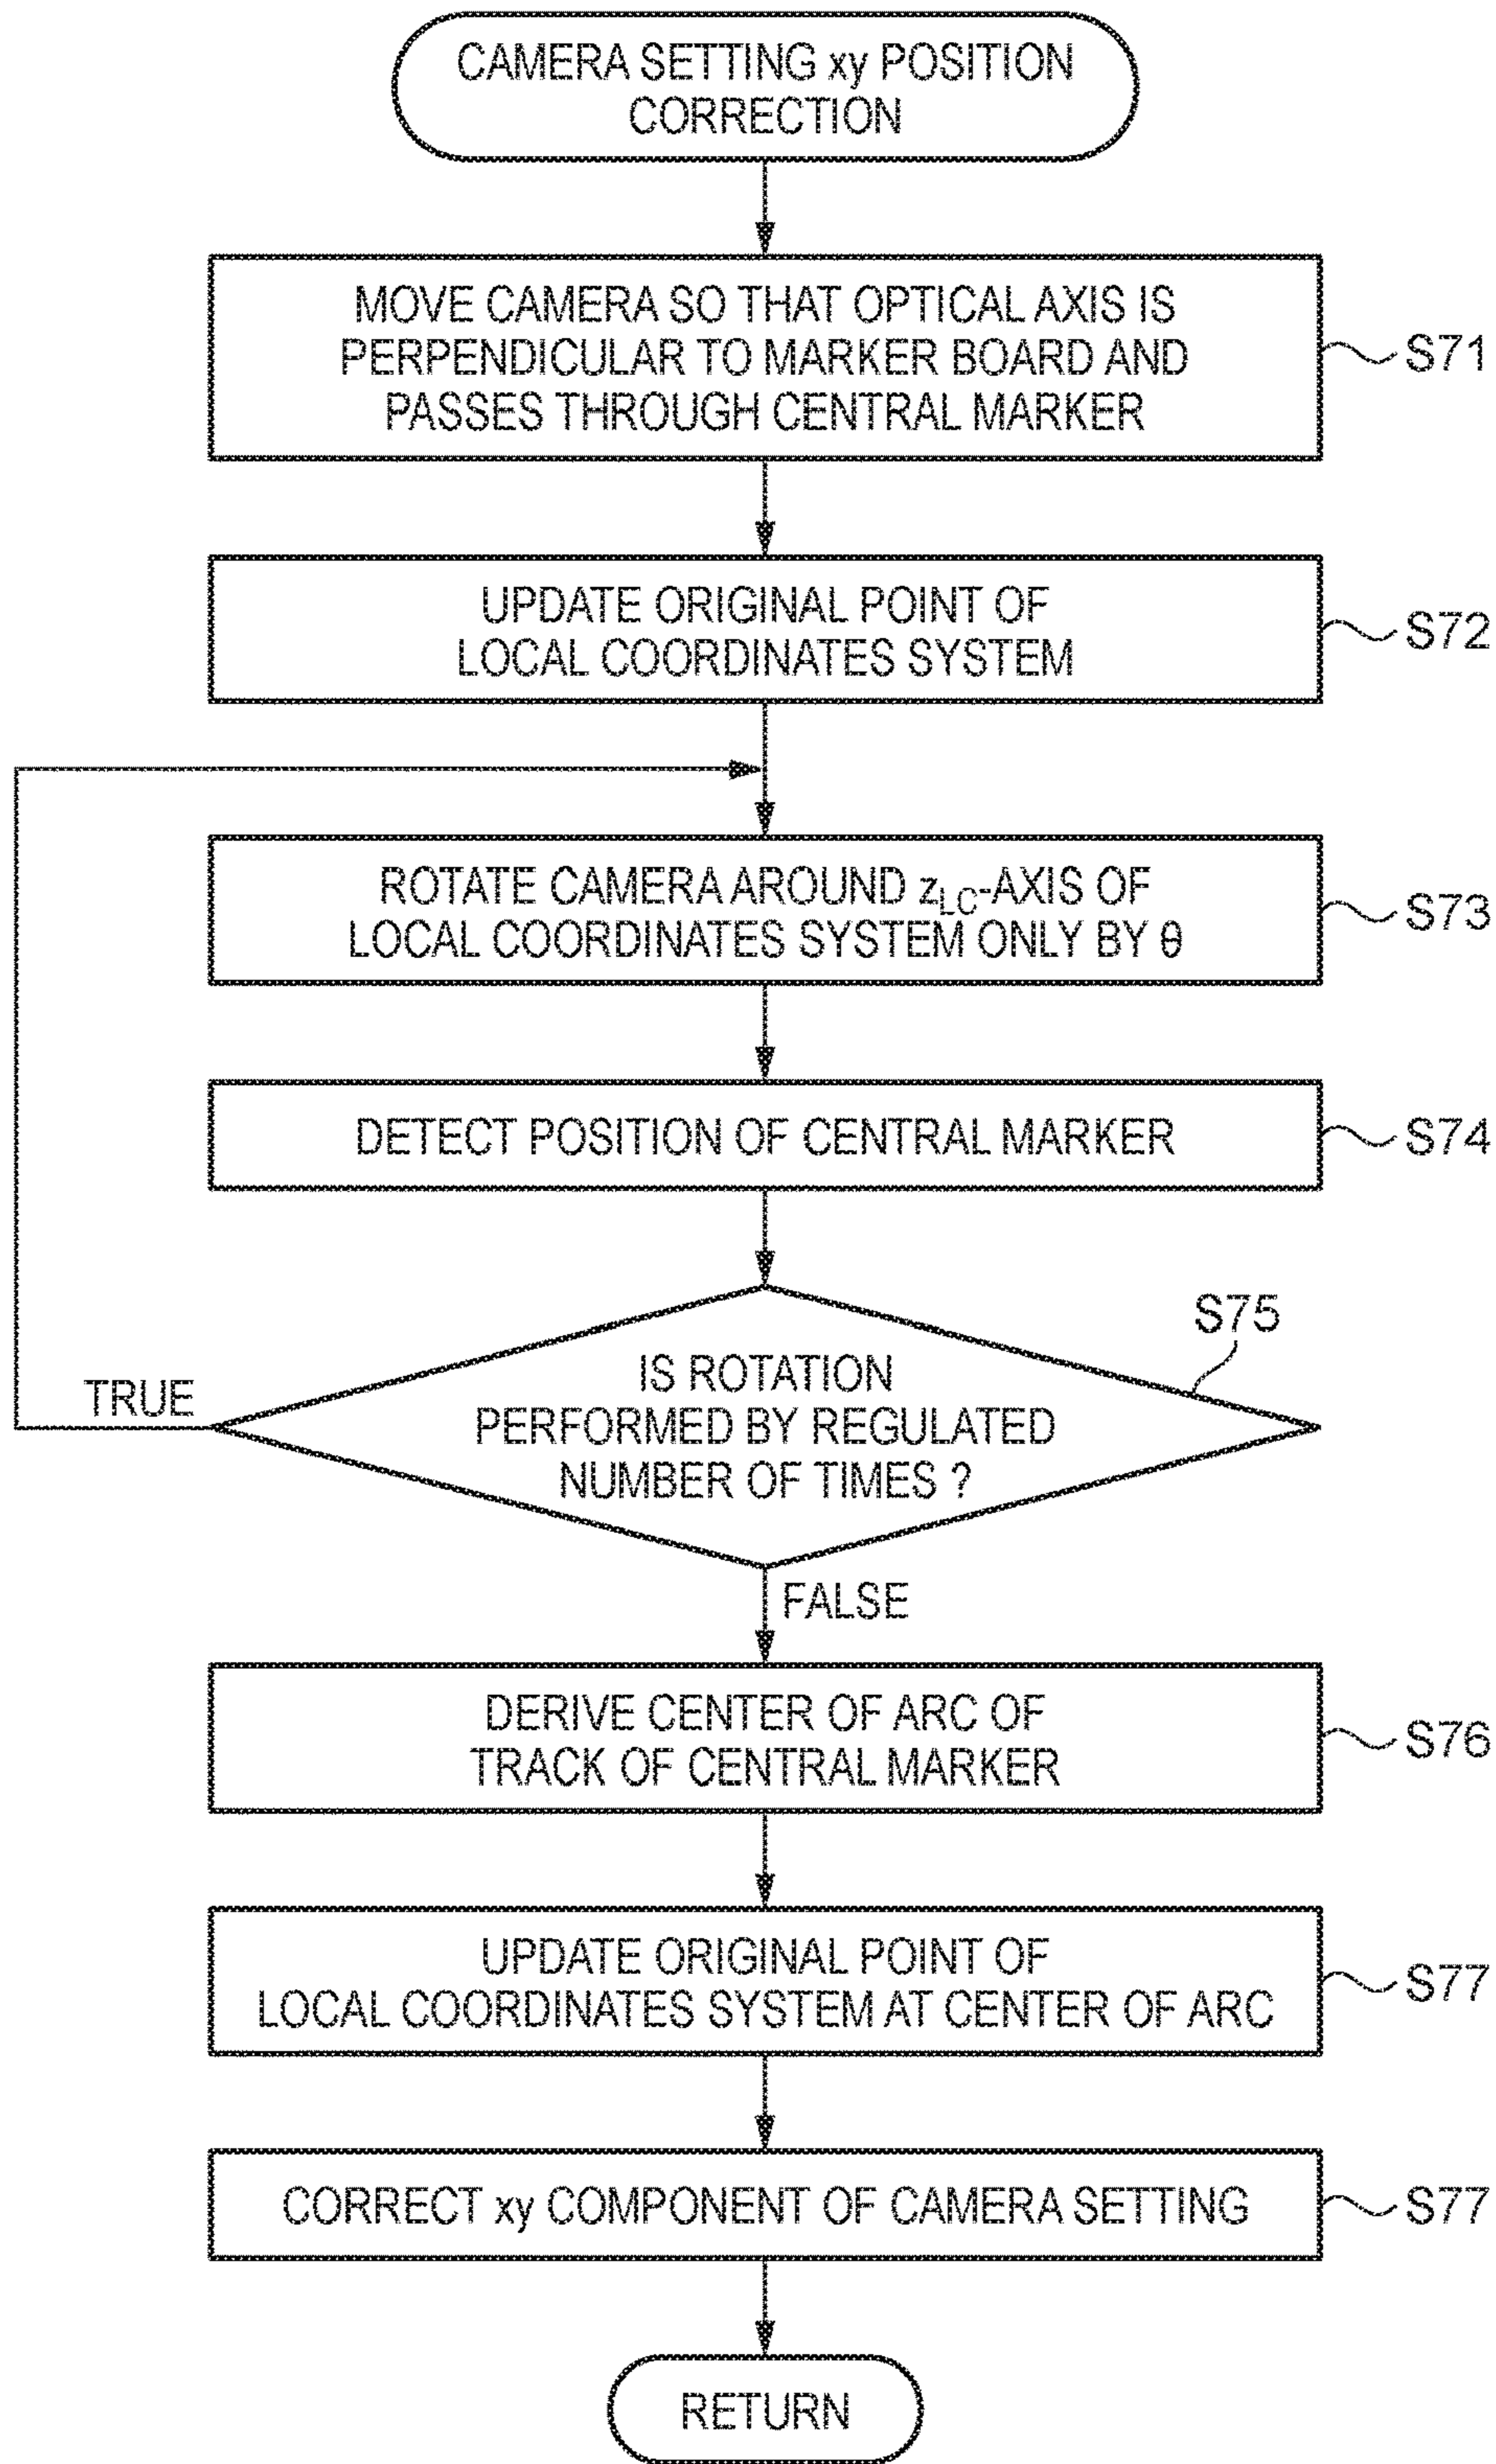 CAMERA SETTING xy POSITION
CORRECTION
MOVE CAMERA SO THAT OPTICAL AXIS IS
PERPENDICULAR TO MARKER BOARD AND
PASSES THROUGH CENTRAL MARKER
S71
UPDATE ORIGINAL POINT OF
LOCAL COORDINATES SYSTEM
S72
ROTATE CAMERA AROUND zLC-AXIS OF
LOCAL COORDINATES SYSTEM ONLY BY θ
S73
DETECT POSITION OF CENTRAL MARKER
S74
S75
IS ROTATION
PERFORMED BY REGULATED
NUMBER OF TIMES ?
TRUE
FALSE
DERIVE CENTER OF ARC OF
TRACK OF CENTRAL MARKER
S76
UPDATE ORIGINAL POINT OF
LOCAL COORDINATES SYSTEM AT CENTER OF ARC
S77
CORRECT xy COMPONENT OF CAMERA SETTING
S77
RETURN